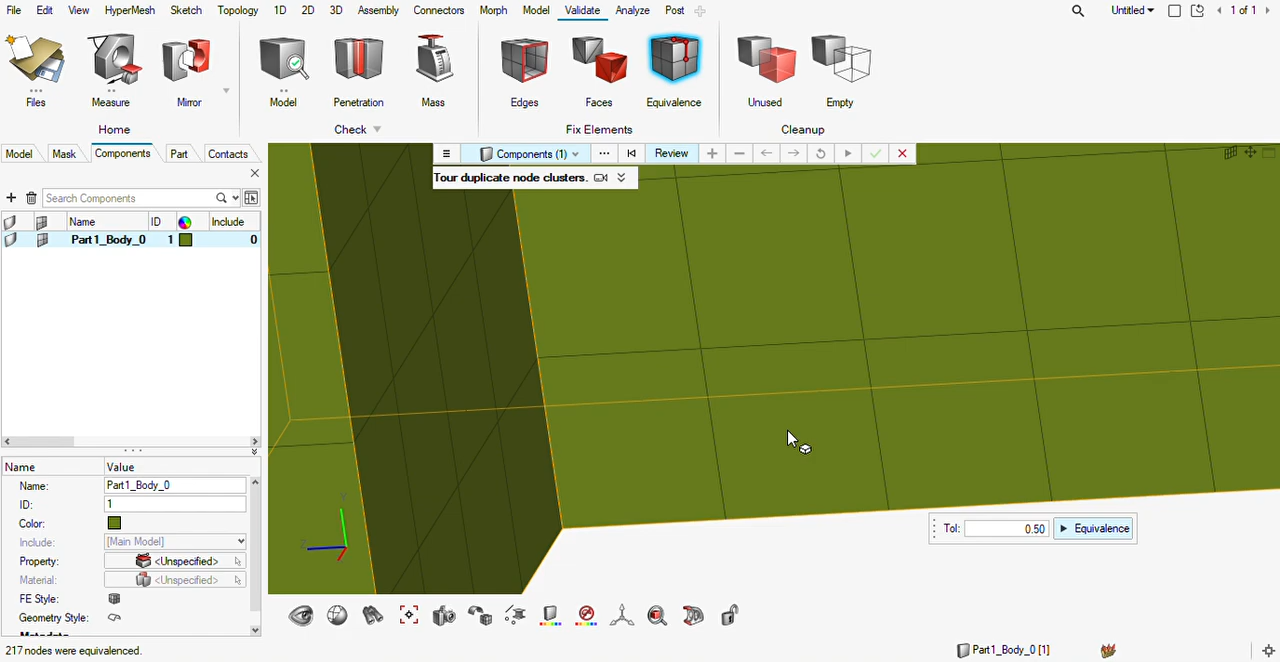 File Edit View HyperMesh Sketch Topology 1D 2D 3D Assembly Connectors Morph Model Validate Analyze Post Untitled 1 of 1
Files Measure Mirror Model Penetration Mass Edges Faces Equivalence Unused Empty
Home Check Fix Elements Cleanup
Model Mask Components Part Contacts
Components (1) Review
Tour duplicate node clusters.
Search Components
Name ID Include
Part1_Body_0 1 0
Name Value
Name: Part1_Body_0
ID: 1
Color:
Include: [Main Model]
Property: <Unspecified>
Material: <Unspecified>
FE Style:
Geometry Style:
Metadata
Y
Z
Tol: 0.50 Equivalence
217 nodes were equivalenced.
Part1_Body_0 [1]